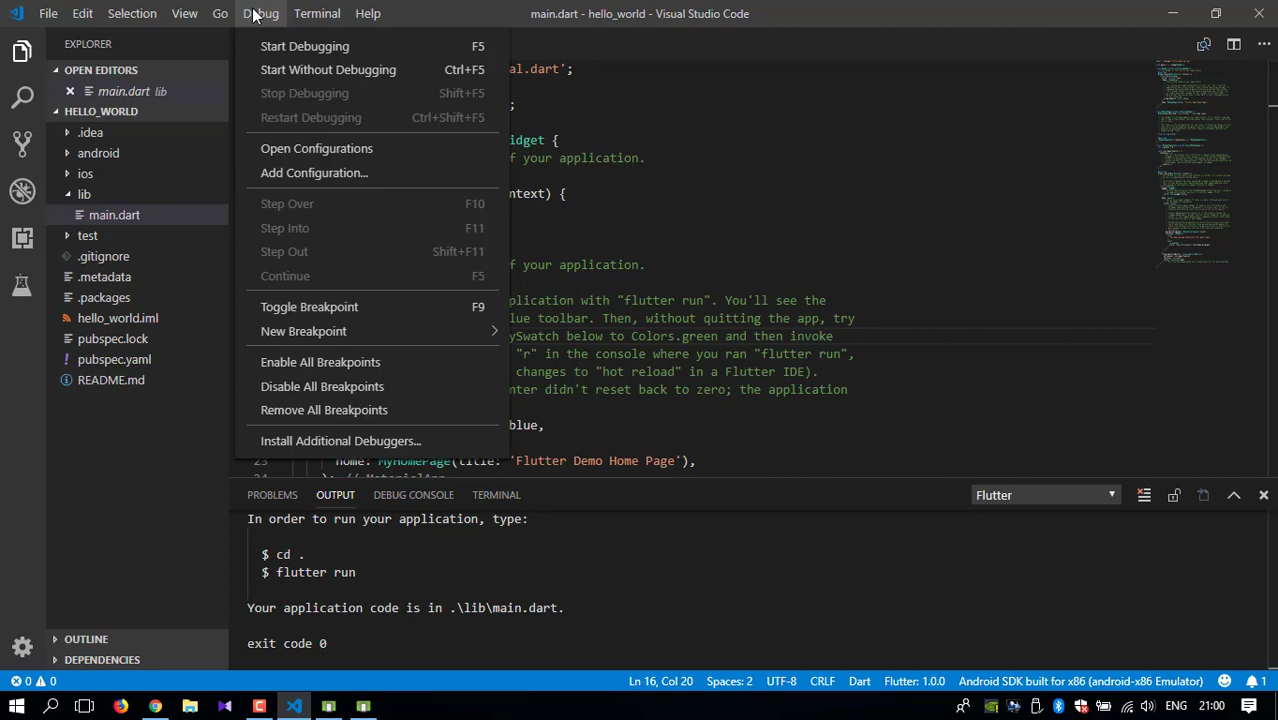 File Edit Selection View Go Debug Terminal Help main.dart - hello_world - Visual Studio Code
EXPLORER
OPEN EDITORS
main.dart lib
HELLO_WORLD
.idea
android
ios
lib
main.dart
test
.gitignore
.metadata
.packages
hello_world.iml
pubspec.lock
pubspec.yaml
README.md
OUTLINE
DEPENDENCIES
Start Debugging F5
Start Without Debugging Ctrl+F5
Stop Debugging Shift+F5
Restart Debugging Ctrl+Shift+F5
Open Configurations
Add Configuration...
Step Over F10
Step Into F11
Step Out Shift+F11
Continue F5
Toggle Breakpoint F9
New Breakpoint
Enable All Breakpoints
Disable All Breakpoints
Remove All Breakpoints
Install Additional Debuggers...
al.dart';
;
idget {
f your application.
ntext) {
f your application.
plication with "flutter run". You'll see the
lue toolbar. Then, without quitting the app, try
ySwatch below to Colors.green and then invoke
"r" in the console where you ran "flutter run",
changes to "hot reload" in a Flutter IDE).
nter didn't reset back to zero; the application
blue,
23 home: MyHomePage(title: 'Flutter Demo Home Page'),
24 ); // MaterialApp
PROBLEMS OUTPUT DEBUG CONSOLE TERMINAL Flutter
In order to run your application, type:
$ cd .
$ flutter run
Your application code is in .\lib\main.dart.
exit code 0
0 0 Ln 16, Col 20 Spaces: 2 UTF-8 CRLF Dart Flutter: 1.0.0 Android SDK built for x86 (android-x86 Emulator) 1
ENG 21:00